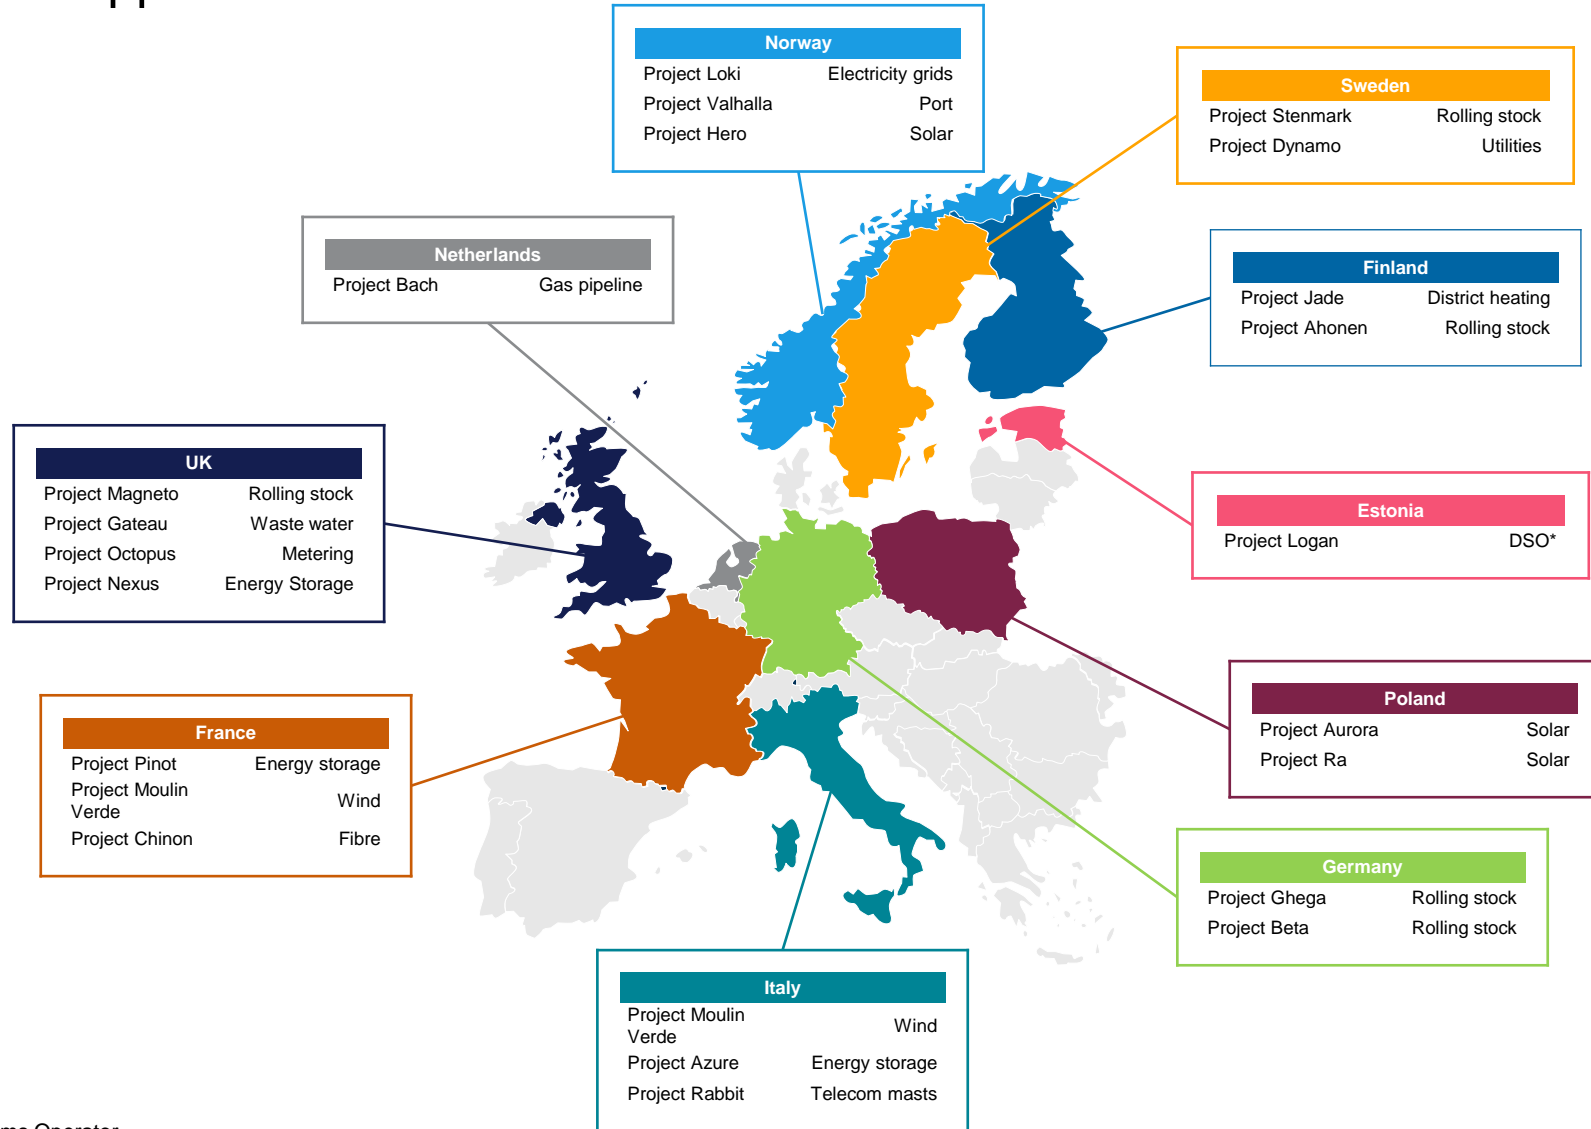 Norway
Project Loki Electricity grids
Project Valhalla Port
Project Hero Solar
Sweden
Project Stenmark Rolling stock
Project Dynamo Utilities
Netherlands
Project Bach Gas pipeline
Finland
Project Jade District heating
Project Ahonen Rolling stock
UK
Project Magneto Rolling stock
Project Gateau Waste water
Project Octopus Metering
Project Nexus Energy Storage
Estonia
Project Logan DSO*
France
Project Pinot Energy storage
Project Moulin
Verde Wind
Project Chinon Fibre
Poland
Project Aurora Solar
Project Ra Solar
Germany
Project Ghega Rolling stock
Project Beta Rolling stock
Italy
Project Moulin
Verde Wind
Project Azure Energy storage
Project Rabbit Telecom masts
Operator